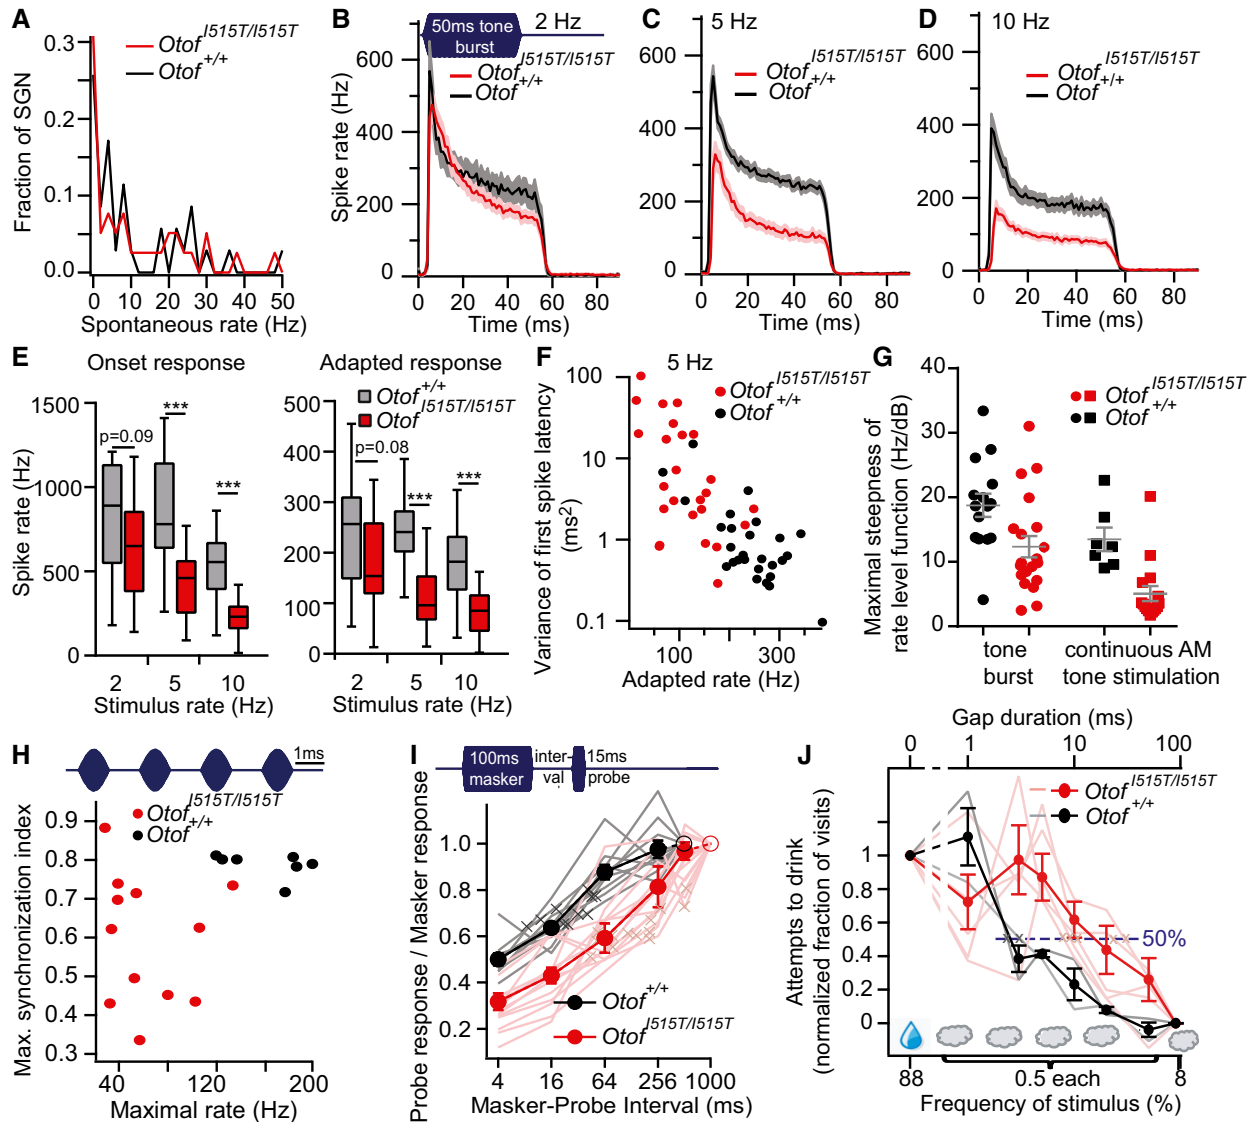 A
Otof I515T/I515T
Otof +/+
Fraction of SGN
0.3
0.2
0.1
0.0
0 10 20 30 40 50
Spontaneous rate (Hz)
B
50ms tone
burst
2 Hz
Otof I515T/I515T
Otof +/+
Spike rate (Hz)
600
400
200
0
0 20 40 60 80
Time (ms)
C
5 Hz
Otof I515T/I515T
Otof +/+
600
400
200
0
0 20 40 60 80
Time (ms)
D
10 Hz
Otof I515T/I515T
Otof +/+
600
400
200
0
0 20 40 60 80
Time (ms)
E
Onset response
Spike rate (Hz)
1500
1000
500
0
p=0.09
***
***
2 5 10
Stimulus rate (Hz)
Adapted response
Otof +/+
Otof I515T/I515T
500
400
300
200
100
0
p=0.08
***
***
2 5 10
Stimulus rate (Hz)
F
5 Hz
Otof I515T/I515T
Otof +/+
Variance of first spike latency
(ms²)
100
10
1
0.1
100 300
Adapted rate (Hz)
G
Otof I515T/I515T
Otof +/+
Maximal steepness of
rate level function (Hz/dB)
40
30
20
10
0
tone
burst
continuous AM
tone stimulation
H
1ms
Otof I515T/I515T
Otof +/+
Max. synchronization index
0.9
0.8
0.7
0.6
0.5
0.4
0.3
40 120 200
Maximal rate (Hz)
I
100ms
masker
inter-
val
15ms
probe
Probe response / Masker response
1.0
0.8
0.6
0.4
0.2
Otof +/+
Otof I515T/I515T
4 16 64 256 1000
Masker-Probe Interval (ms)
J
Gap duration (ms)
0 1 10 100
Otof I515T/I515T
Otof +/+
Attempts to drink
(normalized fraction of visits)
1
0.8
0.6
0.4
0.2
0
50%
88 0.5 each 8
Frequency of stimulus (%)